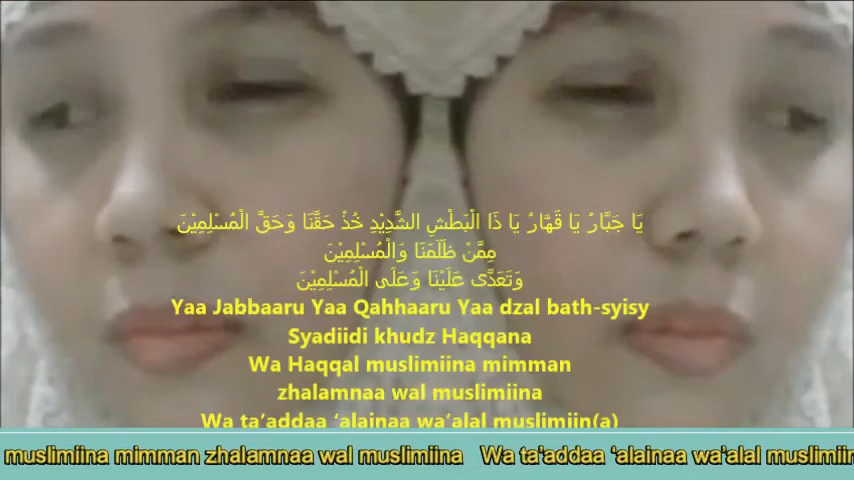 يَا جَبَّارُ يَا قَهَّارُ يَا ذَا الْبَطْشِ الشَّدِيْدِ خُذْ حَقَّنَا وَحَقَّ الْمُسْلِمِيْنَ
مِمَّنْ ظَلَمَنَا وَالْمُسْلِمِيْنَ
وَتَعَدَّى عَلَيْنَا وَعَلَى الْمُسْلِمِيْنَ
Yaa Jabbaaru Yaa Qahhaaru Yaa dzal bath-syisy
Syadiidi khudz Haqqana
Wa Haqqal muslimiina mimman
zhalamnaa wal muslimiina
Wa ta’addaa ‘alainaa wa’alal muslimiin(a)
muslimiina mimman zhalamnaa wal muslimiina Wa ta’addaa ‘alainaa wa’alal muslimiin